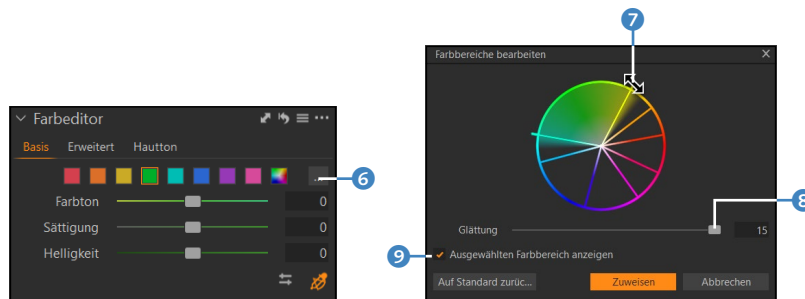 7
Farbbereiche bearbeiten
Farbeditor
Basis Erweitert Hautton
... 6
Farbton 0
Sättigung 0
Helligkeit 0
8
Glättung 15
9 Ausgewählten Farbbereich anzeigen
Auf Standard zurüc... Zuweisen Abbrechen